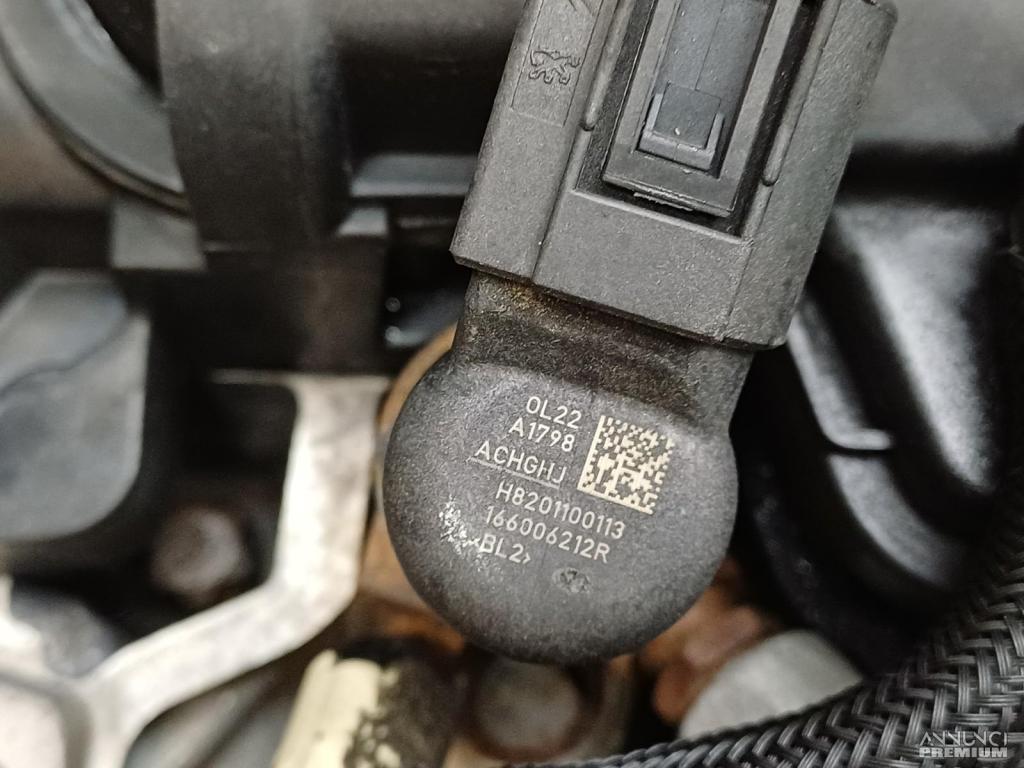 0L22
A1798
ACHGHJ
H8201100113
166006212R
<BL2>
ANNUNCI
PREMIUM